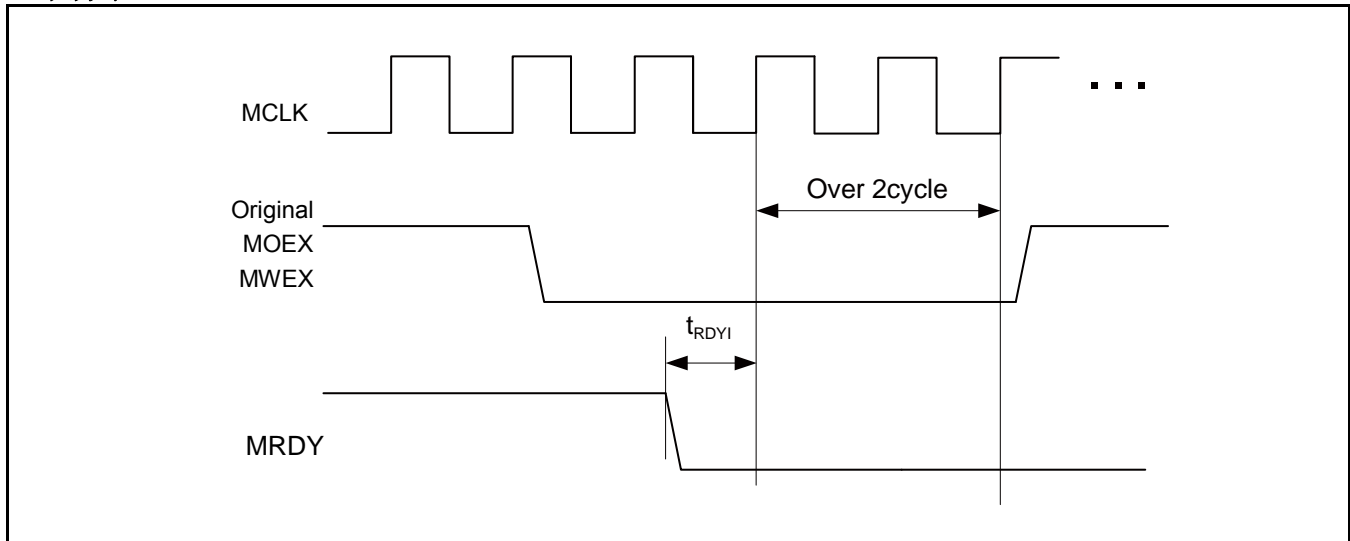 MCLK
. . .
Over 2cycle
Original
MOEX
MWEX
tRDYI
MRDY